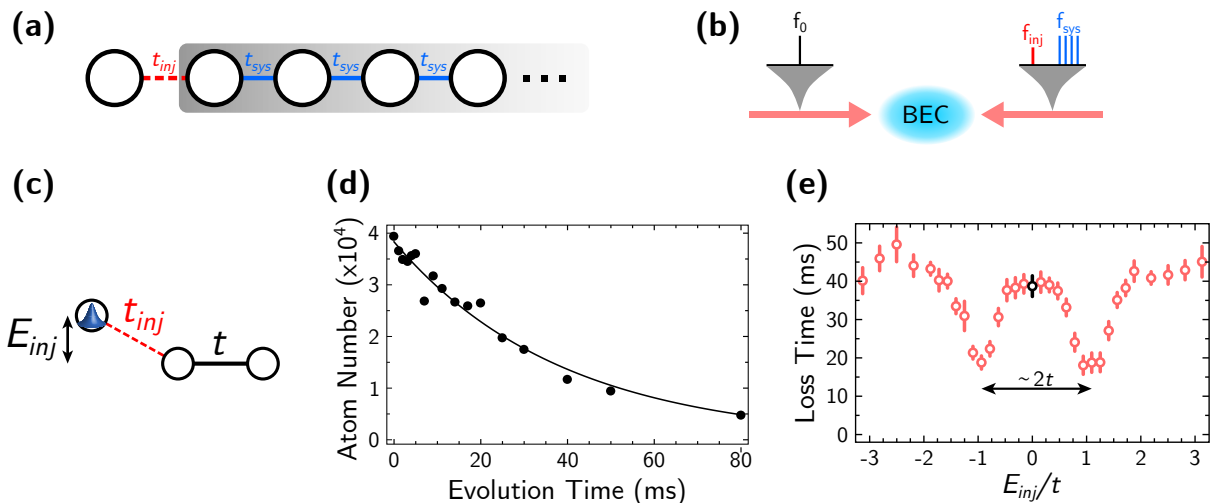 (a)
t_inj t_sys t_sys t_sys ...
(b)
f_0 f_inj f_sys
BEC
(c)
E_inj t_inj t
(d)
Atom Number (x10^4)
4
3
2
1
0
0 20 40 60 80
Evolution Time (ms)
(e)
Loss Time (ms)
50
40
30
20
10
0
~2t
-3 -2 -1 0 1 2 3
E_inj/t